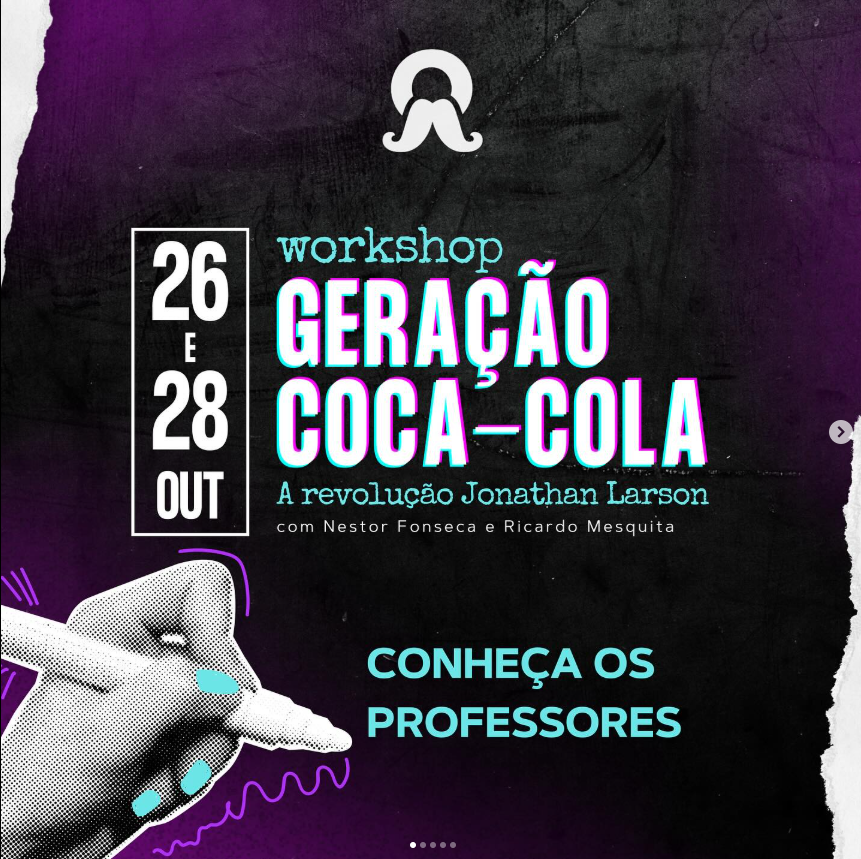 26
E
28
OUT
workshop
GERAÇÃO
COCA-COLA
A revolução Jonathan Larson
com Nestor Fonseca e Ricardo Mesquita
CONHEÇA OS
PROFESSORES